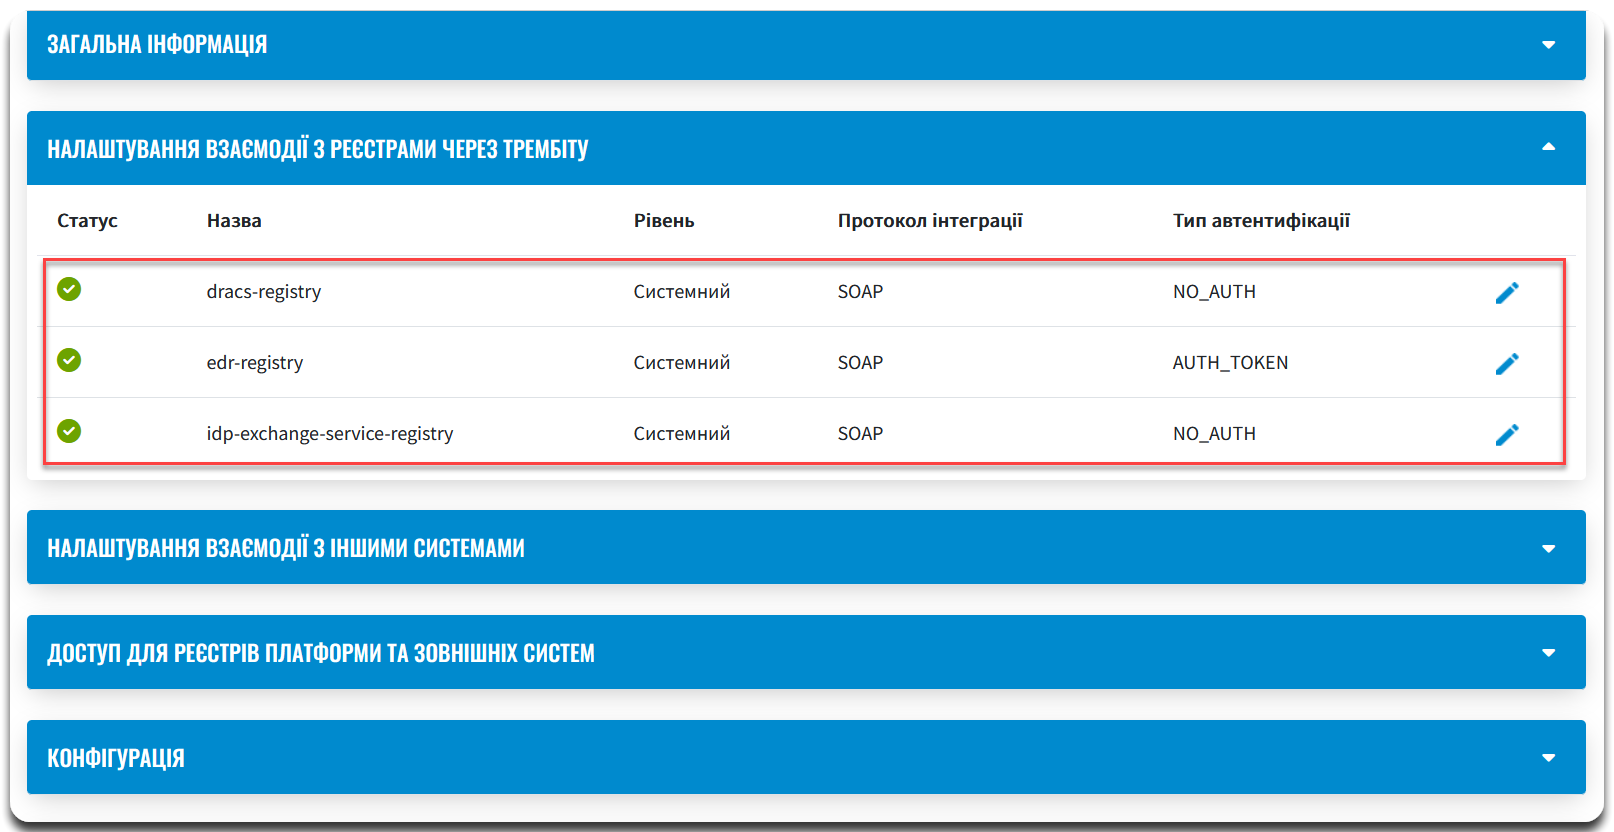 ЗАГАЛЬНА ІНФОРМАЦІЯ
НАЛАШТУВАННЯ ВЗАЄМОДІЇ З РЕЄСТРАМИ ЧЕРЕЗ ТРЕМБІТУ
Статус Назва Рівень Протокол інтеграції Тип автентифікації
dracs-registry Системний SOAP NO_AUTH
edr-registry Системний SOAP AUTH_TOKEN
idp-exchange-service-registry Системний SOAP NO_AUTH
НАЛАШТУВАННЯ ВЗАЄМОДІЇ З ІНШИМИ СИСТЕМАМИ
ДОСТУП ДЛЯ РЕЄСТРІВ ПЛАТФОРМИ ТА ЗОВНІШНІХ СИСТЕМ
КОНФІГУРАЦІЯ